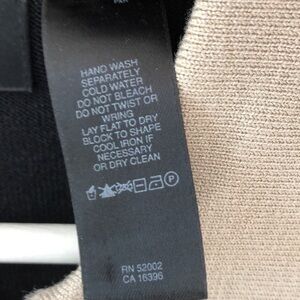 HAND WASH
SEPARATELY
COLD WATER
DO NOT BLEACH
DO NOT TWIST OR
WRING
LAY FLAT TO DRY
BLOCK TO SHAPE
COOL IRON IF
NECESSARY
OR DRY CLEAN
P
RN 52002
CA 16396